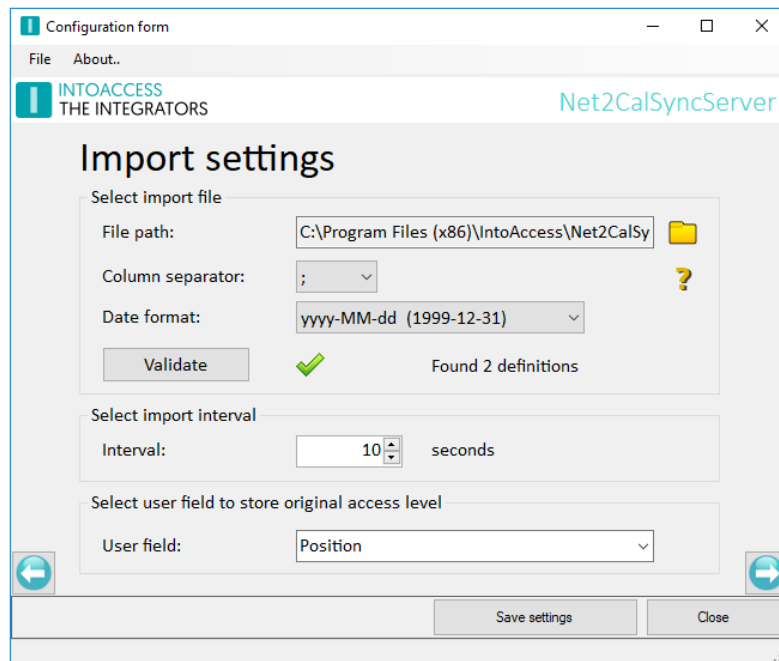 Configuration form
File About..
INTOACCESS
THE INTEGRATORS
Net2CalSyncServer
Import settings
Select import file
File path: C:\Program Files (x86)\IntoAccess\Net2CalSy
Column separator: ;
Date format: yyyy-MM-dd (1999-12-31)
Validate Found 2 definitions
Select import interval
Interval: 10 seconds
Select user field to store original access level
User field: Position
Save settings Close